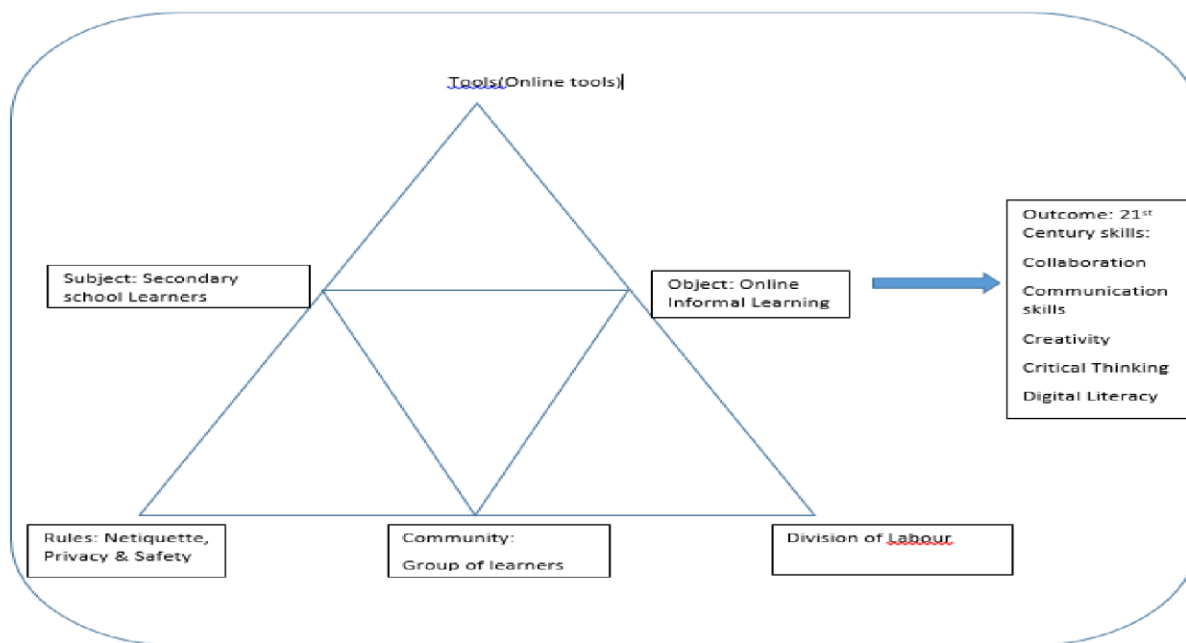 Tools(Online tools)
Subject: Secondary
school Learners
Object: Online
Informal Learning
Outcome: 21st
Century skills:
Collaboration
Communication
skills
Creativity
Critical Thinking
Digital Literacy
Rules: Netiquette,
Privacy & Safety
Community:
Group of learners
Division of Labour